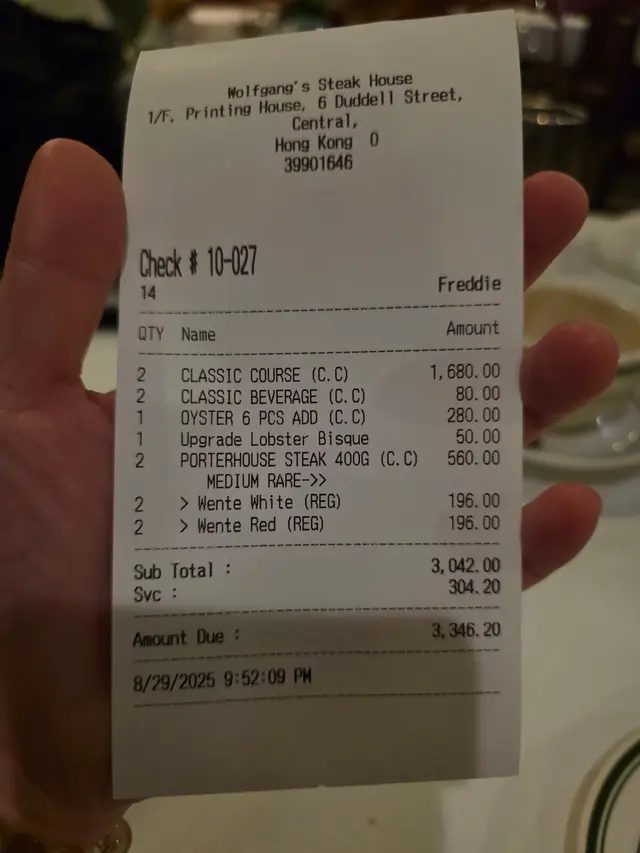 Wolfgang's Steak House
1/F, Printing House, 6 Duddell Street,
Central,
Hong Kong 0
39901646
Check # 10-027
14 Freddie
QTY Name Amount
2 CLASSIC COURSE (C.C) 1,680.00
2 CLASSIC BEVERAGE (C.C) 80.00
1 OYSTER 6 PCS ADD (C.C) 280.00
1 Upgrade Lobster Bisque 50.00
2 PORTERHOUSE STEAK 400G (C.C) 560.00
MEDIUM RARE->>
2 > Wente White (REG) 196.00
2 > Wente Red (REG) 196.00
Sub Total : 3,042.00
Svc : 304.20
Amount Due : 3,346.20
8/29/2025 9:52:09 PM